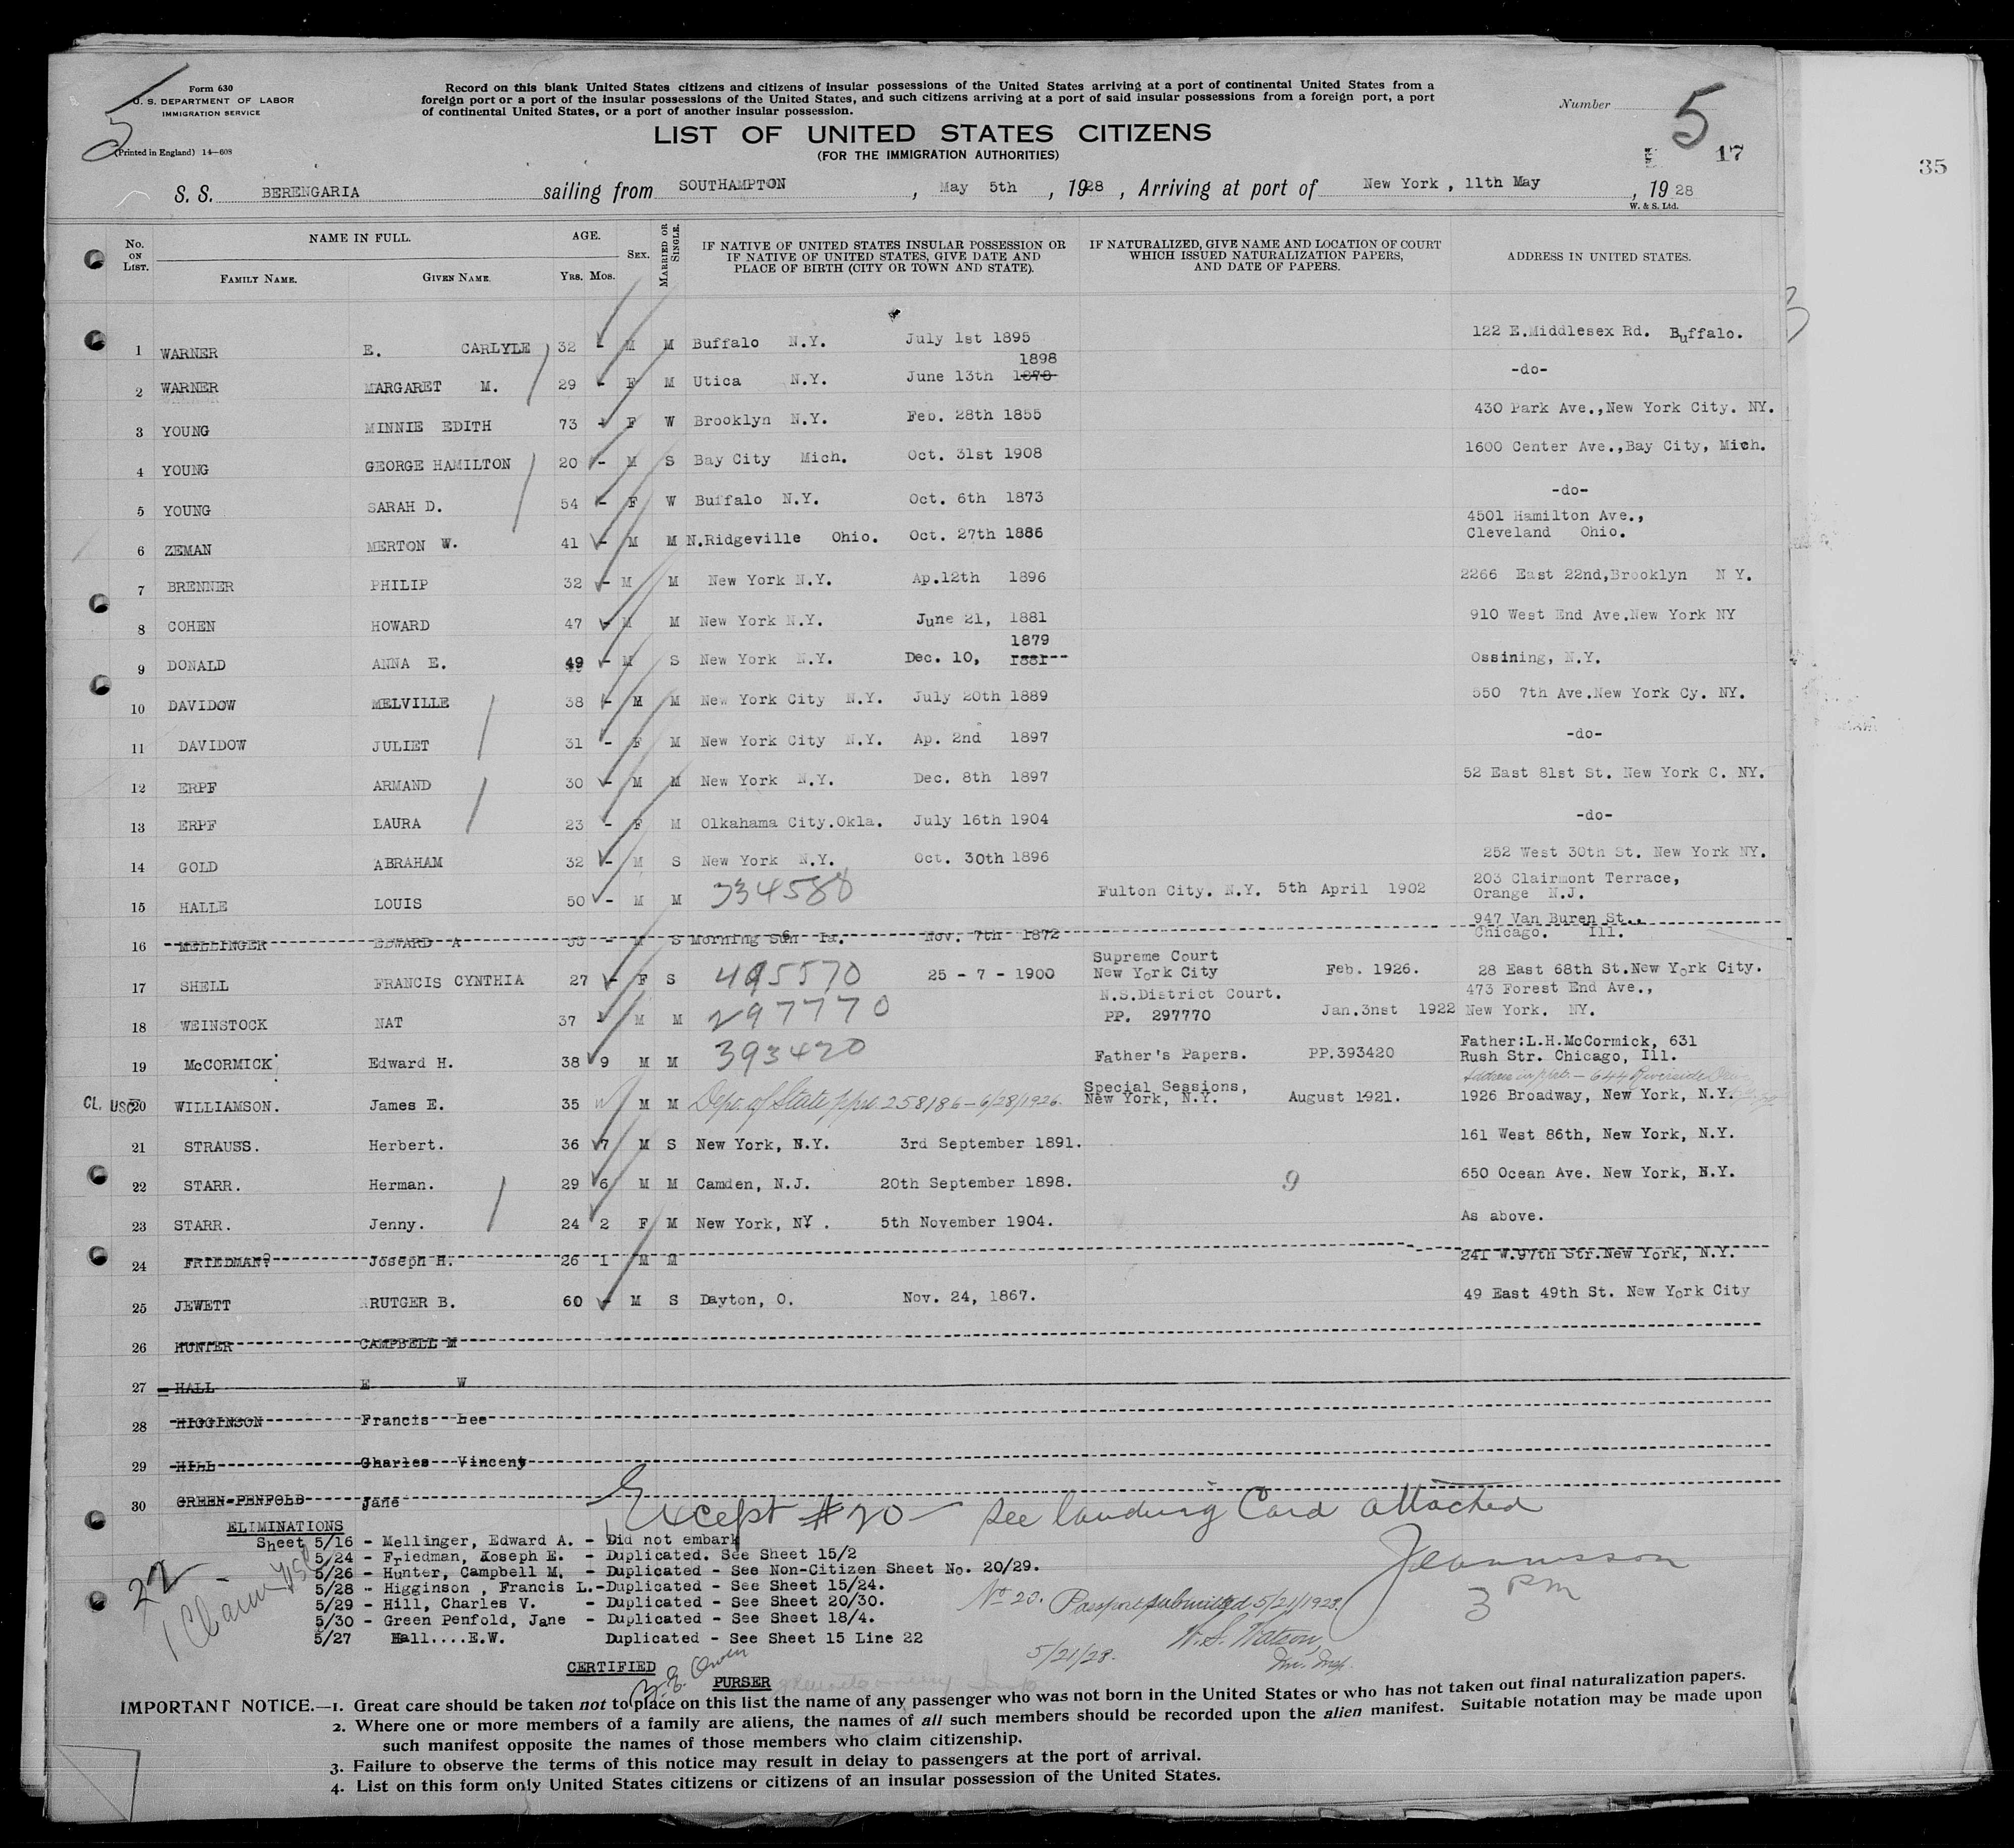 Form 630
U. S. DEPARTMENT OF LABOR
IMMIGRATION SERVICE
(Printed in England) 14—608
5
Record on this blank United States citizens and citizens of insular possessions of the United States arriving at a port of continental United States from a
foreign port or a port of the insular possessions of the United States, and such citizens arriving at a port of said insular possessions from a foreign port, a port
of continental United States, or a port of another insular possession.
LIST OF UNITED STATES CITIZENS
(FOR THE IMMIGRATION AUTHORITIES)
Number 5
17
35
S. S. BERENGARIA sailing from SOUTHAMPTON, May 5th, 1928, Arriving at port of New York, 11th May, 1928
W. & S. Ltd.
No. ON LIST. NAME IN FULL. FAMILY NAME. GIVEN NAME. AGE. YRS. MOS. SEX. MARRIED OR SINGLE. IF NATIVE OF UNITED STATES INSULAR POSSESSION OR IF NATIVE OF UNITED STATES, GIVE DATE AND PLACE OF BIRTH (CITY OR TOWN AND STATE). IF NATURALIZED, GIVE NAME AND LOCATION OF COURT WHICH ISSUED NATURALIZATION PAPERS, AND DATE OF PAPERS. ADDRESS IN UNITED STATES.
1 WARNER E. CARLYLE 32 - M M Buffalo N.Y. July 1st 1895 122 E.Middlesex Rd. Buffalo.
2 WARNER MARGARET M. 29 - F M Utica N.Y. June 13th 1878 1898 -do-
3 YOUNG MINNIE EDITH 73 - F W Brooklyn N.Y. Feb. 28th 1855 430 Park Ave.,New York City. NY.
4 YOUNG GEORGE HAMILTON 20 - M S Bay City Mich. Oct. 31st 1908 1600 Center Ave.,Bay City, Mich.
5 YOUNG SARAH D. 54 - F W Buffalo N.Y. Oct. 6th 1873 -do-
6 ZEMAN MERTON W. 41 - M M N.Ridgeville Ohio. Oct. 27th 1886 4501 Hamilton Ave., Cleveland Ohio.
7 BRENNER PHILIP 32 - M M New York N.Y. Ap.12th 1896 2266 East 22nd,Brooklyn N Y.
8 COHEN HOWARD 47 - M M New York N.Y. June 21, 1881 910 West End Ave.New York NY
9 DONALD ANNA E. 49 - M S New York N.Y. Dec. 10, 1881 1879 Ossining, N.Y.
10 DAVIDOW MELVILLE 38 - M M New York City N.Y. July 20th 1889 550 7th Ave.New York Cy. NY.
11 DAVIDOW JULIET 31 - F M New York City N.Y. Ap. 2nd 1897 -do-
12 ERPF ARMAND 30 - M M New York N.Y. Dec. 8th 1897 52 East 81st St. New York C. NY.
13 ERPF LAURA 23 - F M Olkahama City.Okla. July 16th 1904 -do-
14 GOLD ABRAHAM 32 - M S New York N.Y. Oct. 30th 1896 252 West 30th St. New York NY.
15 HALLE LOUIS 50 - M M 334588 Fulton City. N.Y. 5th April 1902 203 Clairmont Terrace, Orange N.J.
16 MELLINGER EDWARD A - M S Morning Sun Ia. Nov. 7th 1872 947 Van Buren St., Chicago. Ill.
17 SHELL FRANCIS CYNTHIA 27 - F S 495570 25 - 7 - 1900 Supreme Court New York City Feb. 1926. 28 East 68th St.New York City.
18 WEINSTOCK NAT 37 - M M 297770 N.S.District Court. PP. 297770 Jan.3nst 1922 473 Forest End Ave., New York. NY.
19 McCORMICK Edward H. 38 9 M M 393420 Father's Papers. PP.393420 Father:L.H.McCormick, 631 Rush Str. Chicago, Ill.
CL. USC 20 WILLIAMSON. James E. 35 M M Dept. of State pprt. 258186 - 6/28/1926. Special Sessions, New York, N.Y. August 1921. Address in pprt. - 644 Riverside 1926 Broadway, New York, N.Y.
21 STRAUSS. Herbert. 36 7 M S New York, N.Y. 3rd September 1891. 161 West 86th, New York, N.Y.
22 STARR. Herman. 29 6 M M Camden, N.J. 20th September 1898. 9 650 Ocean Ave. New York, N.Y.
23 STARR. Jenny. 24 2 F M New York, NY . 5th November 1904. As above.
24 FRIEDMAN? Joseph H. 26 1 M M 241 W.97th Str.New York, N.Y.
25 JEWETT RUTGER B. 60 - M S Dayton, O. Nov. 24, 1867. 49 East 49th St. New York City
26 HUNTER CAMPBELL M
27 HALL E W
28 HIGGINSON Francis Lee
29 HILL Charles Vincent
30 GREEN-PENFOLD Jane
Except #20 - see landing Card attached
3 PM
ELIMINATIONS
Sheet 5/16 - Mellinger, Edward A. - Did not embark
5/24 - Friedman, Joseph E. - Duplicated. See Sheet 15/2
5/26 - Hunter, Campbell M. - Duplicated - See Non-Citizen Sheet No. 20/29.
5/28 - Higginson , Francis L.-Duplicated - See Sheet 15/24.
5/29 - Hill, Charles V. - Duplicated - See Sheet 20/30.
5/30 - Green Penfold, Jane - Duplicated - See Sheet 18/4.
5/27 Hall....E.W. Duplicated - See Sheet 15 Line 22
22 -
1 Claim USC
No 20. Passport submitted 5/21/1928.
W. S. Watson,
Imm. Insp.
5/21/28.
CERTIFIED
PURSER
IMPORTANT NOTICE.—1. Great care should be taken not to place on this list the name of any passenger who was not born in the United States or who has not taken out final naturalization papers.
2. Where one or more members of a family are aliens, the names of all such members should be recorded upon the alien manifest. Suitable notation may be made upon
such manifest opposite the names of those members who claim citizenship.
3. Failure to observe the terms of this notice may result in delay to passengers at the port of arrival.
4. List on this form only United States citizens or citizens of an insular possession of the United States.